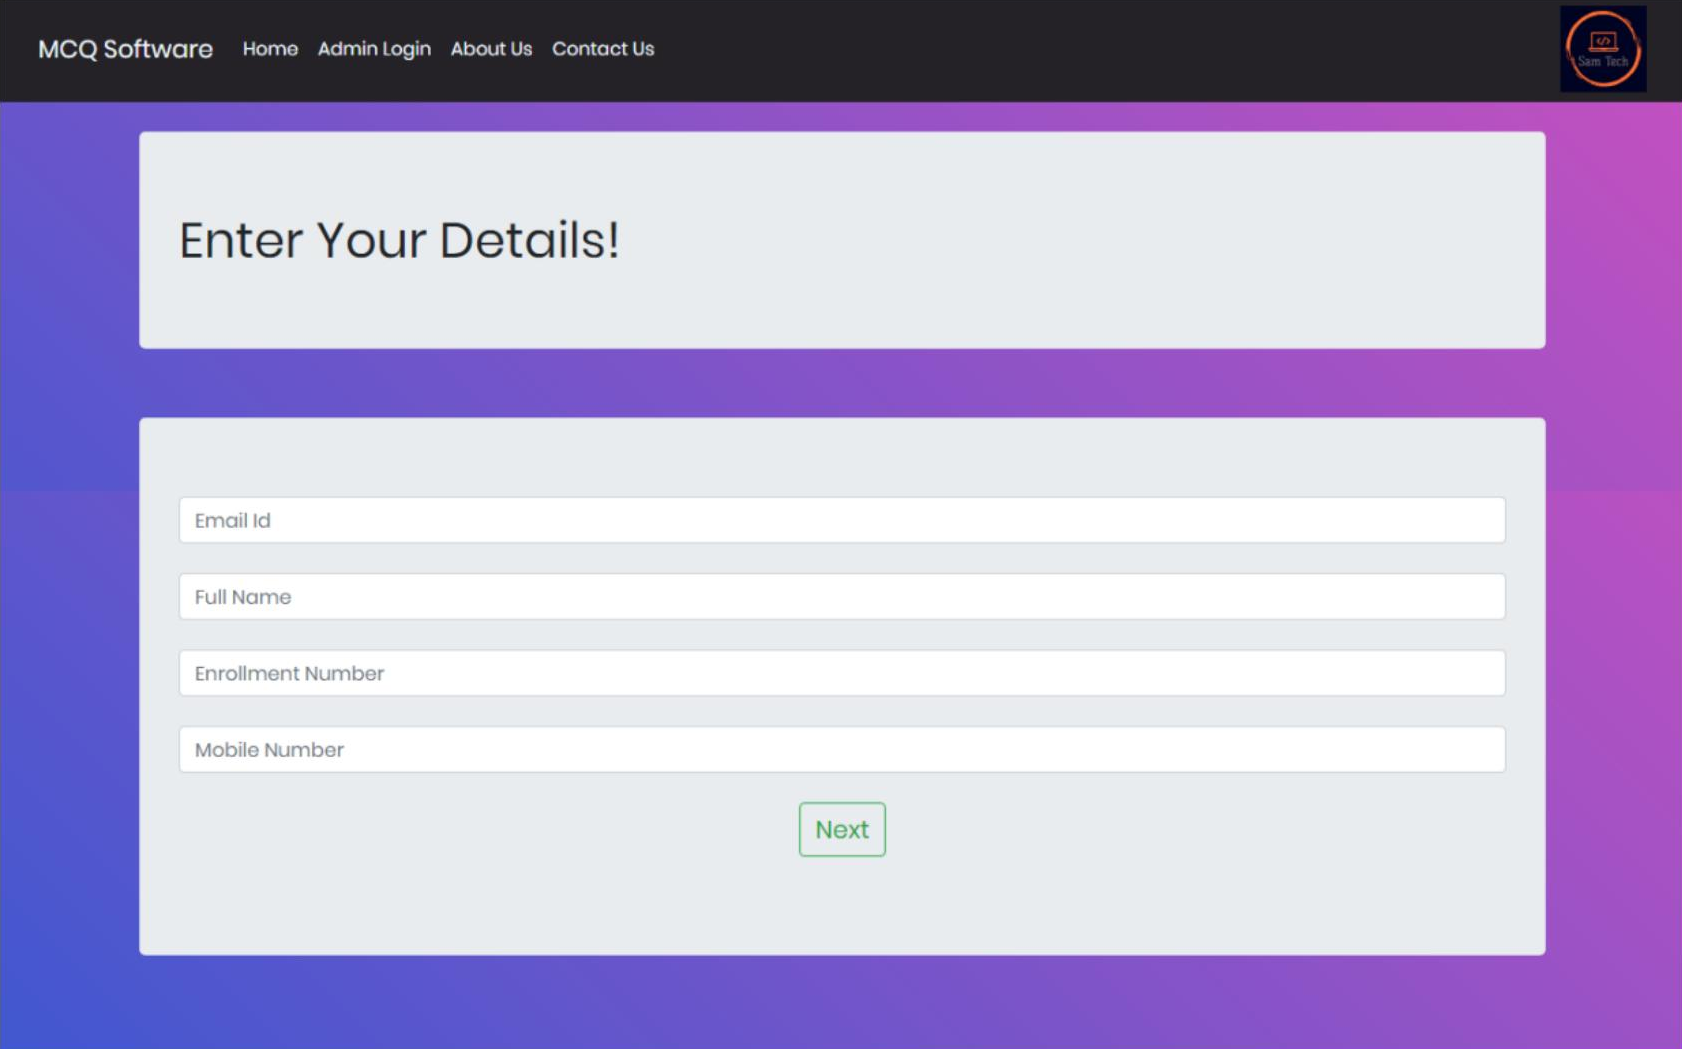 MCQ Software Home Admin Login About Us Contact Us
</> Sam Tech
Enter Your Details!
Email Id
Full Name
Enrollment Number
Mobile Number
Next